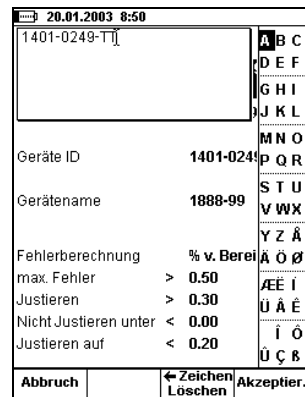 20.01.2003 8:50
1401-0249-TT
Geräte ID 1401-0249
Gerätename 1888-99
Fehlerberechnung % v. Berei
max. Fehler > 0.50
Justieren > 0.30
Nicht Justieren unter < 0.00
Justieren auf < 0.20
A B C
D E F
G H I
J K L
M N O
P Q R
S T U
V W X
Y Z Å
Ä Ö Ø
Æ Ë Í
Ü Â Ê
Î Ô
Û Ç ß
Abbruch
← Zeichen Löschen
Akzeptier.